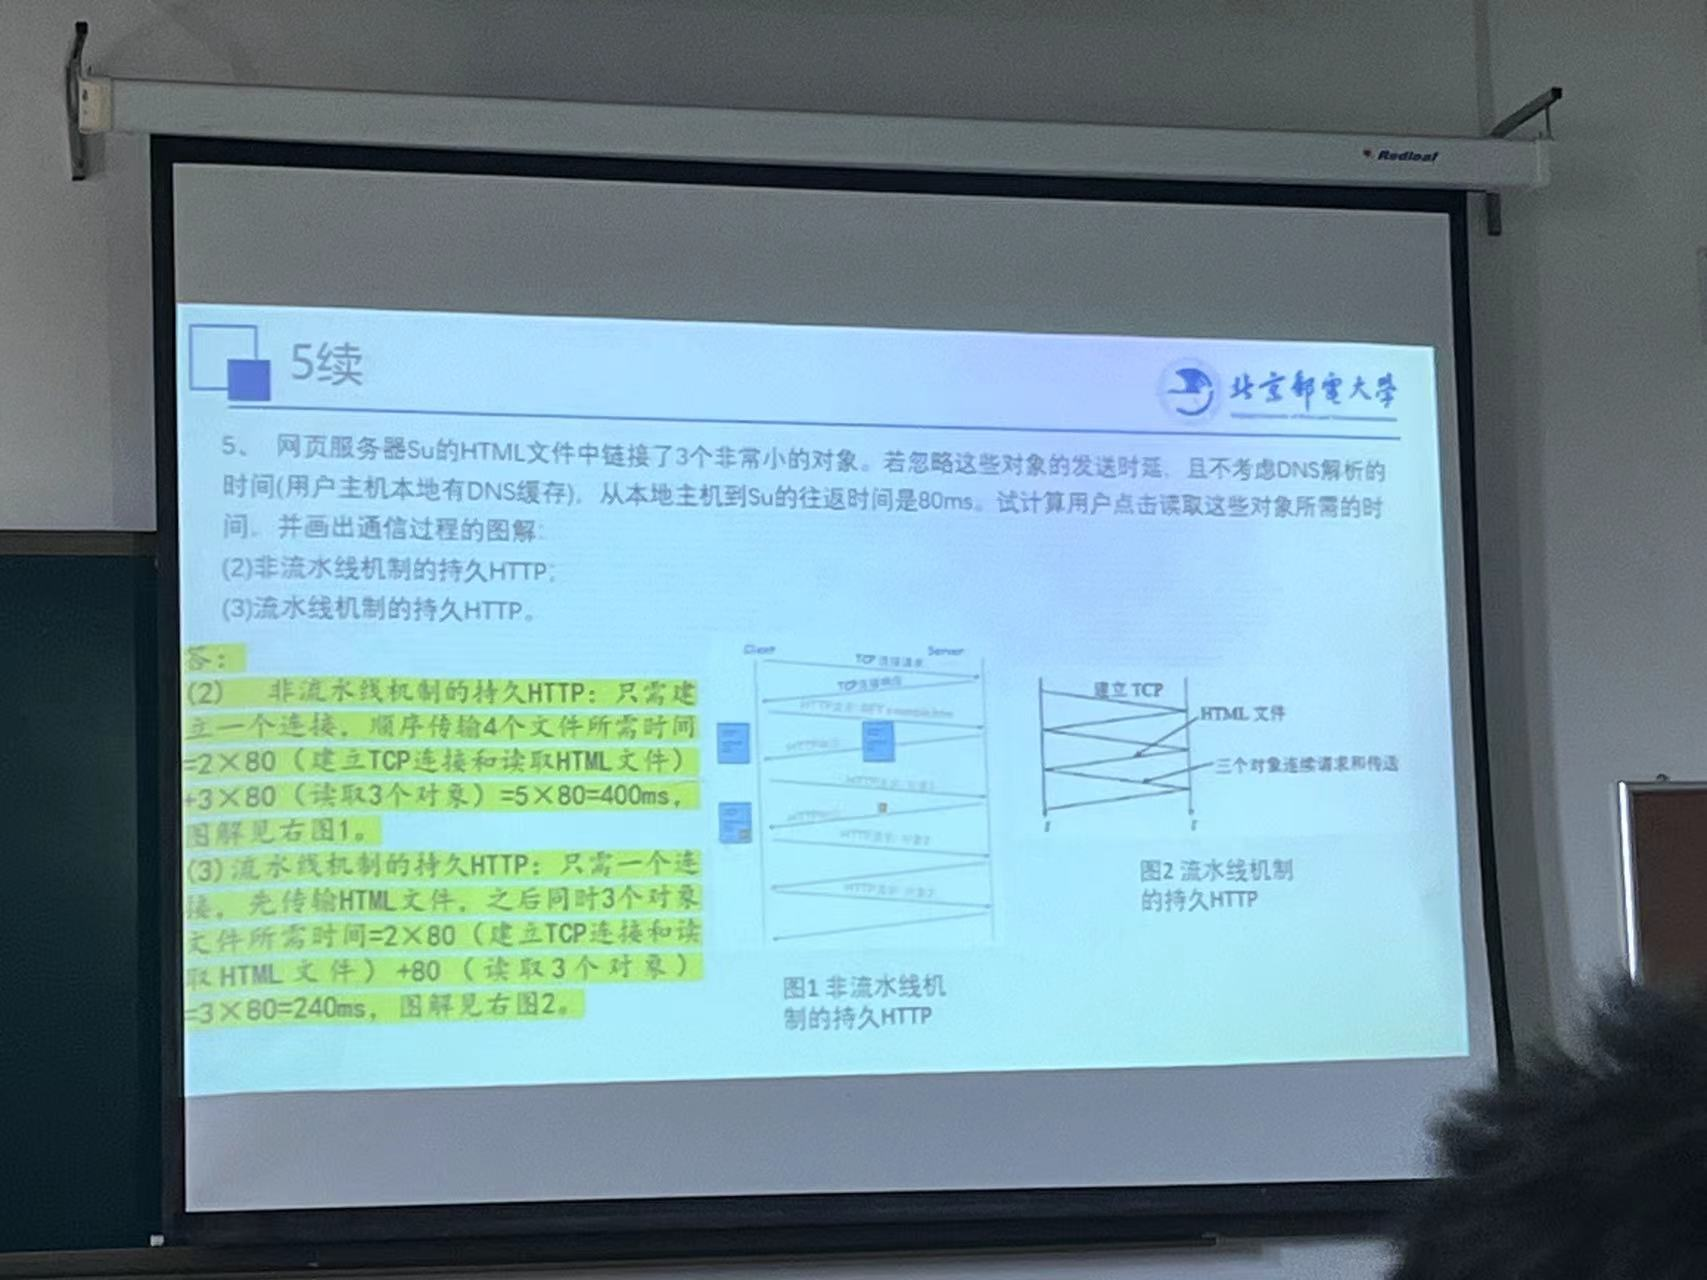 Redleaf
5续
北京邮电大学
5、 网页服务器Su的HTML文件中链接了3个非常小的对象。若忽略这些对象的发送时延，且不考虑DNS解析的
时间(用户主机本地有DNS缓存)，从本地主机到Su的往返时间是80ms。试计算用户点击读取这些对象所需的时
间，并画出通信过程的图解：
(2)非流水线机制的持久HTTP；
(3)流水线机制的持久HTTP。
答：
(2) 非流水线机制的持久HTTP：只需建
立一个连接，顺序传输4个文件所需时间
=2×80（建立TCP连接和读取HTML文件）
+3×80（读取3个对象）=5×80=400ms，
图解见右图1。
(3)流水线机制的持久HTTP：只需一个连
接，先传输HTML文件，之后同时3个对象
文件所需时间=2×80（建立TCP连接和读
取HTML文件）+80（读取3个对象）
=3×80=240ms，图解见右图2。
Client
Server
TCP连接请求
TCP连接响应
图1 非流水线机
制的持久HTTP
建立 TCP
HTML 文件
三个对象连续请求和传送
t
t
图2 流水线机制
的持久HTTP